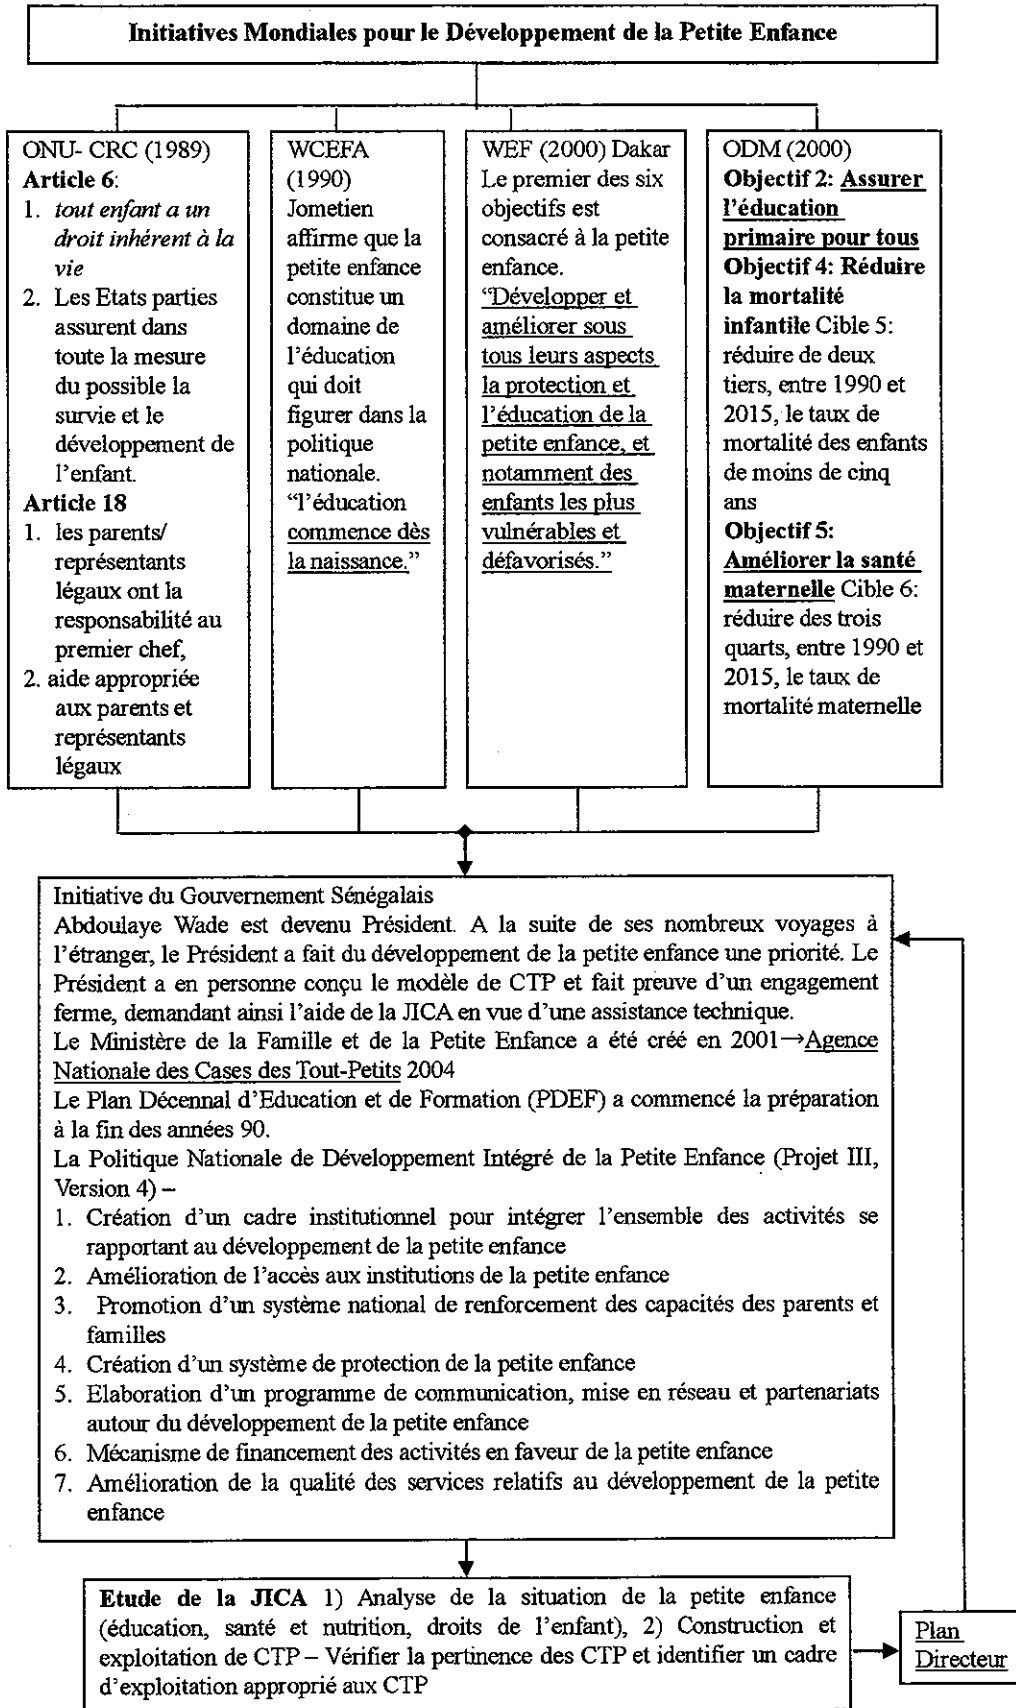 Initiatives Mondiales pour le Développement de la Petite Enfance
ONU- CRC (1989)
Article 6:
1. tout enfant a un
droit inhérent à la
vie
2. Les Etats parties
assurent dans
toute la mesure
du possible la
survie et le
développement de
l'enfant.
Article 18
1. les parents/
représentants
légaux ont la
responsabilité au
premier chef,
2. aide appropriée
aux parents et
représentants
légaux
WCEFA
(1990)
Jometien
affirme que la
petite enfance
constitue un
domaine de
l'éducation
qui doit
figurer dans la
politique
nationale.
"l'éducation
commence dès
la naissance."
WEF (2000) Dakar
Le premier des six
objectifs est
consacré à la petite
enfance.
"Développer et
améliorer sous
tous leurs aspects
la protection et
l'éducation de la
petite enfance, et
notamment des
enfants les plus
vulnérables et
défavorisés."
ODM (2000)
Objectif 2: Assurer
l'éducation
primaire pour tous
Objectif 4: Réduire
la mortalité
infantile Cible 5:
réduire de deux
tiers, entre 1990 et
2015, le taux de
mortalité des enfants
de moins de cinq
ans
Objectif 5:
Améliorer la santé
maternelle Cible 6:
réduire des trois
quarts, entre 1990 et
2015, le taux de
mortalité maternelle
Initiative du Gouvernement Sénégalais
Abdoulaye Wade est devenu Président. A la suite de ses nombreux voyages à
l'étranger, le Président a fait du développement de la petite enfance une priorité. Le
Président a en personne conçu le modèle de CTP et fait preuve d'un engagement
ferme, demandant ainsi l'aide de la JICA en vue d'une assistance technique.
Le Ministère de la Famille et de la Petite Enfance a été créé en 2001→Agence
Nationale des Cases des Tout-Petits 2004
Le Plan Décennal d'Education et de Formation (PDEF) a commencé la préparation
à la fin des années 90.
La Politique Nationale de Développement Intégré de la Petite Enfance (Projet III,
Version 4) –
1. Création d'un cadre institutionnel pour intégrer l'ensemble des activités se
rapportant au développement de la petite enfance
2. Amélioration de l'accès aux institutions de la petite enfance
3. Promotion d'un système national de renforcement des capacités des parents et
familles
4. Création d'un système de protection de la petite enfance
5. Elaboration d'un programme de communication, mise en réseau et partenariats
autour du développement de la petite enfance
6. Mécanisme de financement des activités en faveur de la petite enfance
7. Amélioration de la qualité des services relatifs au développement de la petite
enfance
Etude de la JICA 1) Analyse de la situation de la petite enfance
(éducation, santé et nutrition, droits de l'enfant), 2) Construction et
exploitation de CTP – Vérifier la pertinence des CTP et identifier un cadre
d'exploitation approprié aux CTP
Plan
Directeur